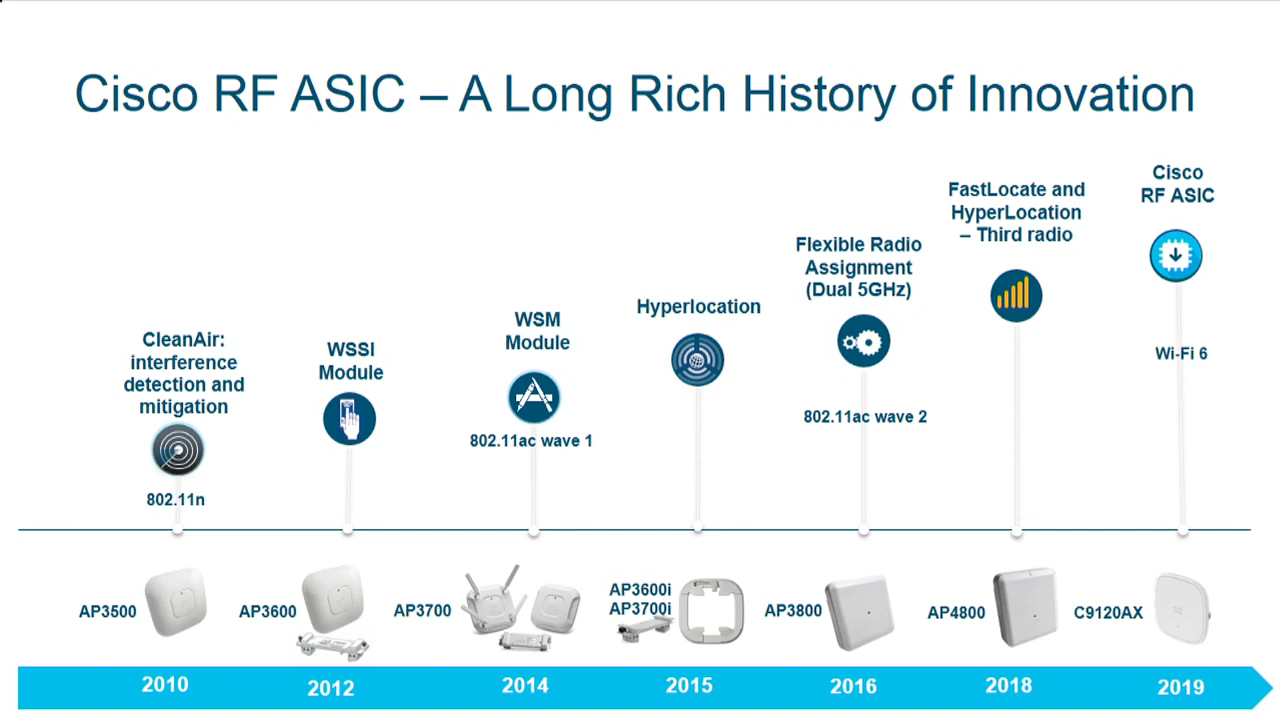 Cisco RF ASIC – A Long Rich History of Innovation
CleanAir:
interference
detection and
mitigation
802.11n
WSSI
Module
WSM
Module
802.11ac wave 1
Hyperlocation
Flexible Radio
Assignment
(Dual 5GHz)
802.11ac wave 2
FastLocate and
HyperLocation
– Third radio
Cisco
RF ASIC
Wi-Fi 6
AP3500
AP3600
AP3700
AP3600i
AP3700i
AP3800
AP4800
C9120AX
2010
2012
2014
2015
2016
2018
2019